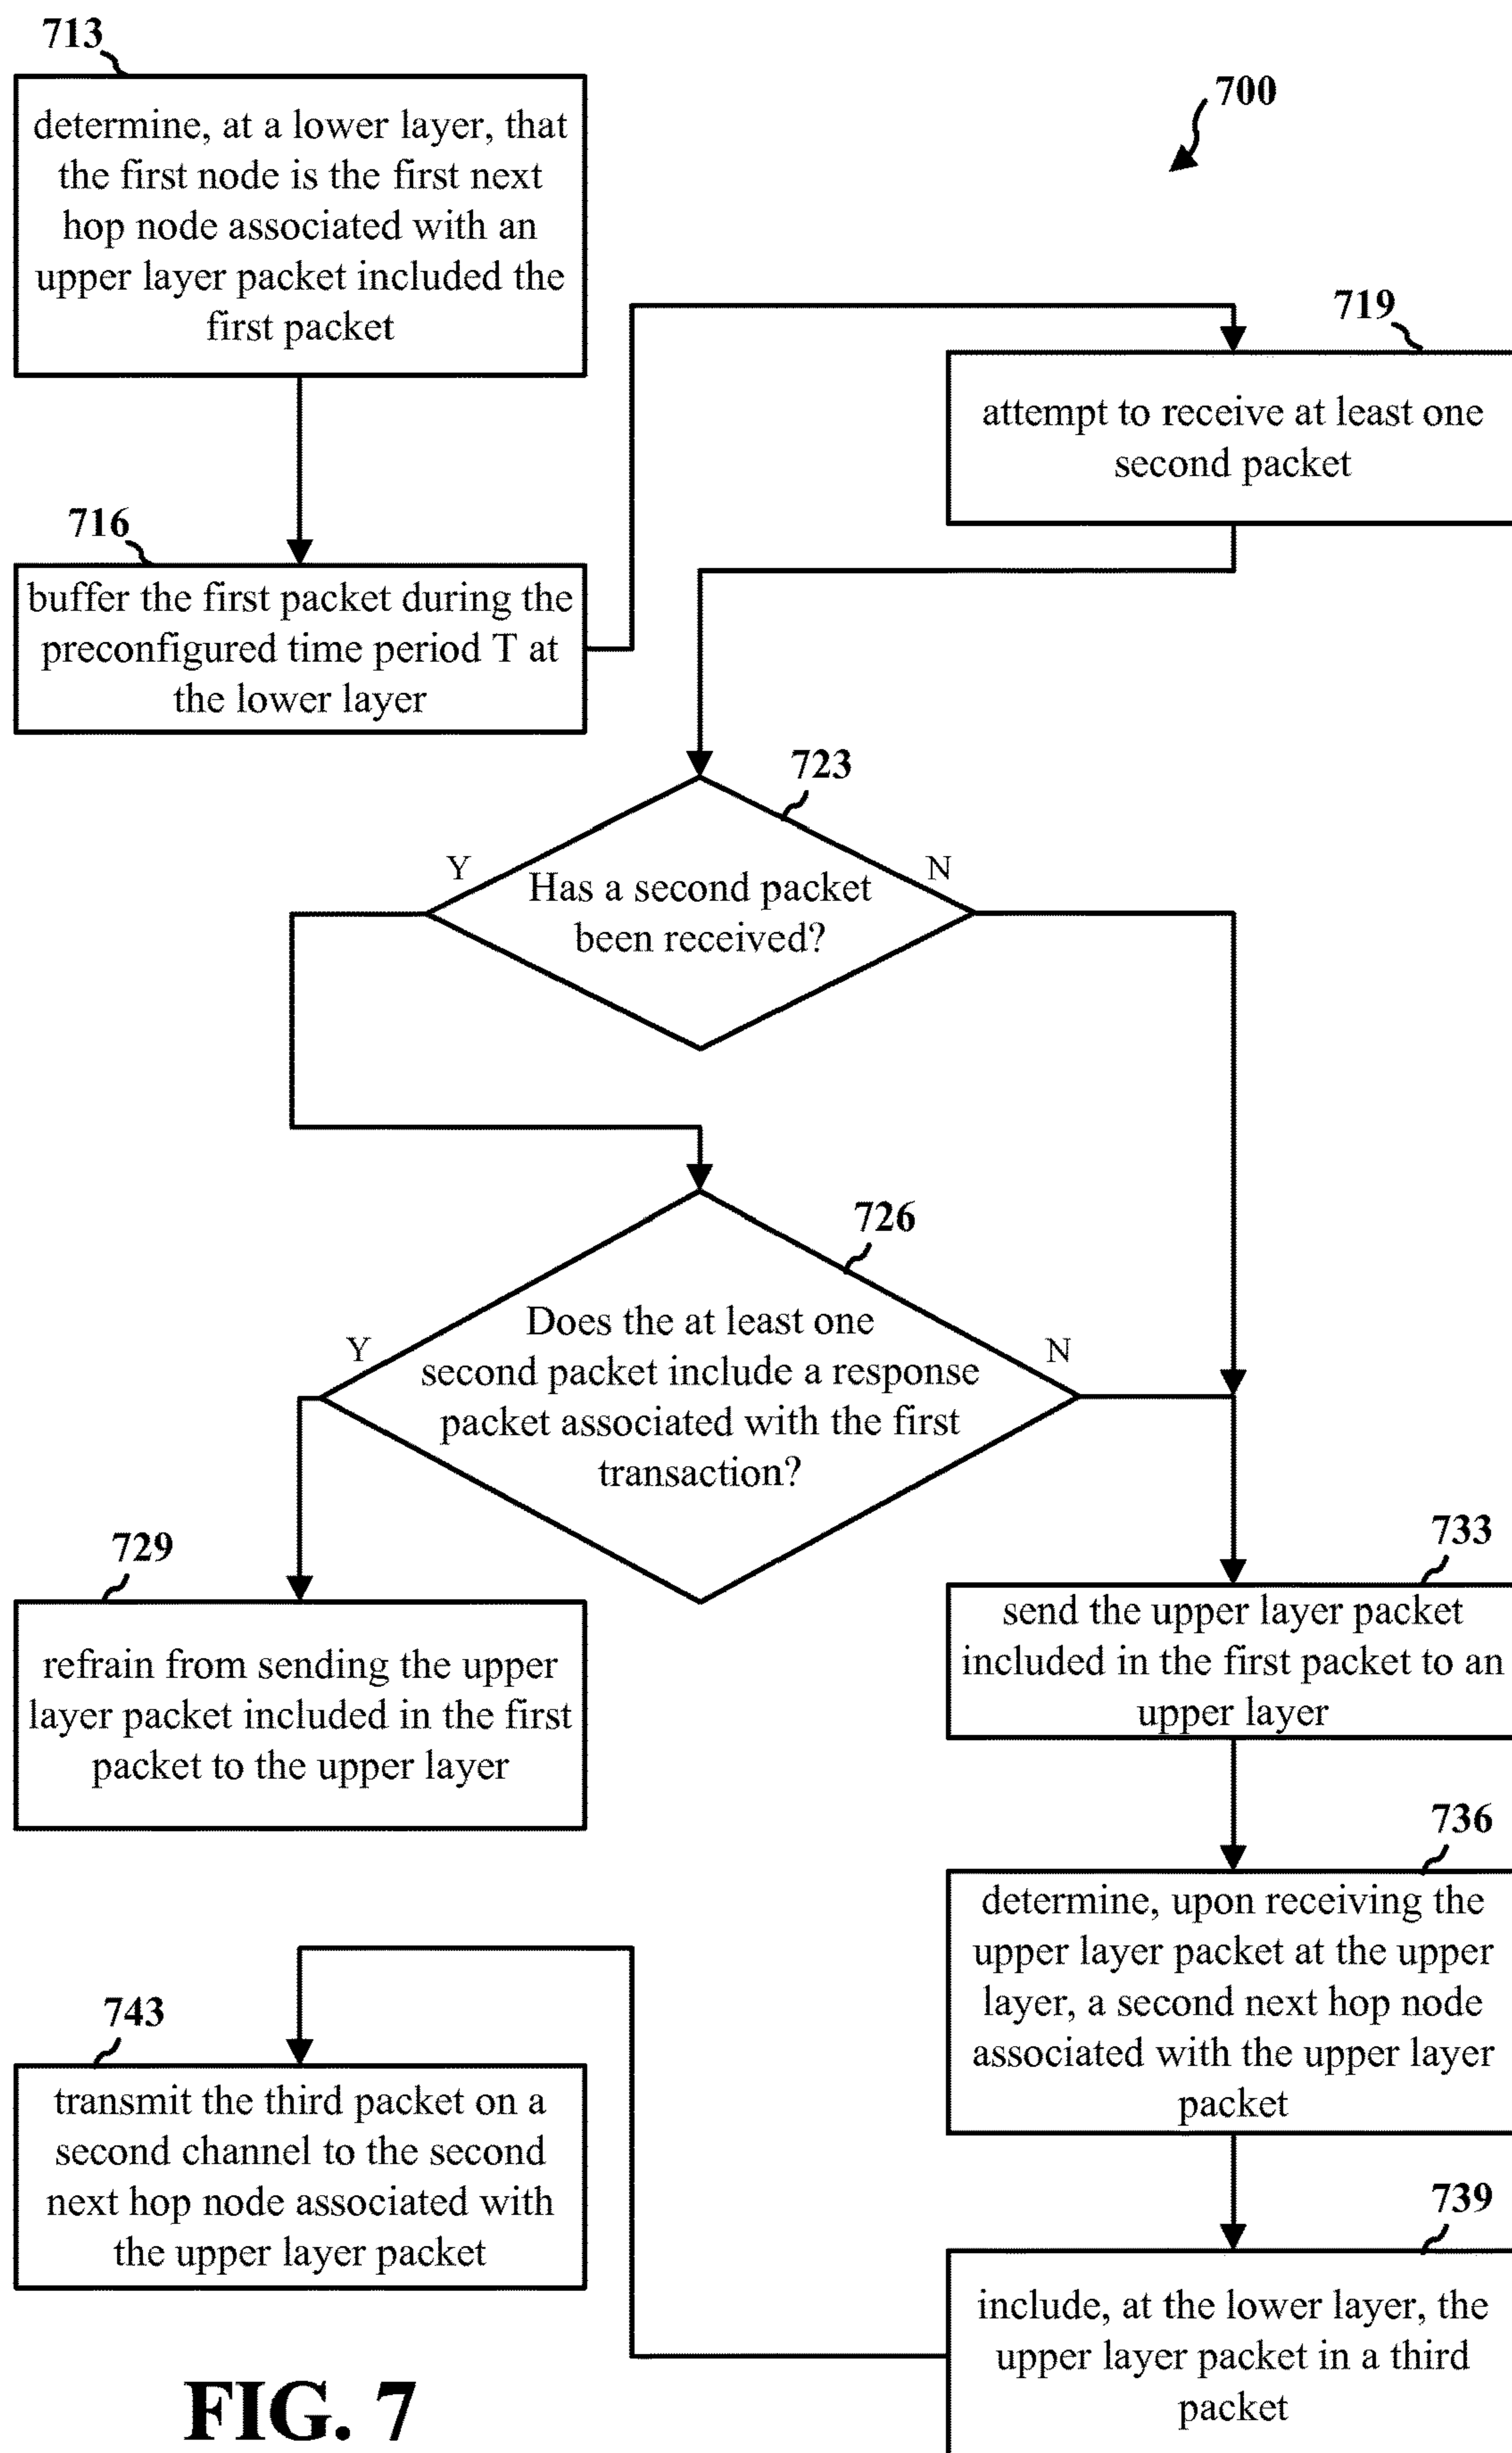 713
determine, at a lower layer, that
the first node is the first next
hop node associated with an
upper layer packet included the
first packet
700
719
attempt to receive at least one
second packet
716
buffer the first packet during the
preconfigured time period T at
the lower layer
723
Y
N
Has a second packet
been received?
726
Y
N
Does the at least one
second packet include a response
packet associated with the first
transaction?
729
refrain from sending the upper
layer packet included in the first
packet to the upper layer
733
send the upper layer packet
included in the first packet to an
upper layer
736
determine, upon receiving the
upper layer packet at the upper
layer, a second next hop node
associated with the upper layer
packet
743
transmit the third packet on a
second channel to the second
next hop node associated with
the upper layer packet
739
include, at the lower layer, the
upper layer packet in a third
packet
FIG. 7